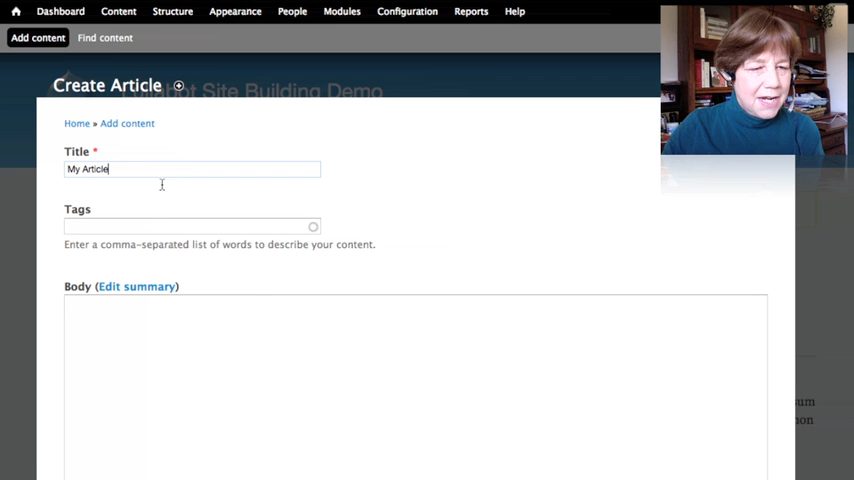 Dashboard Content Structure Appearance People Modules Configuration Reports Help
Add content Find content
Create Article
Site Building Demo
Home » Add content
Title *
My Article
Tags
Enter a comma-separated list of words to describe your content.
Body (Edit summary)